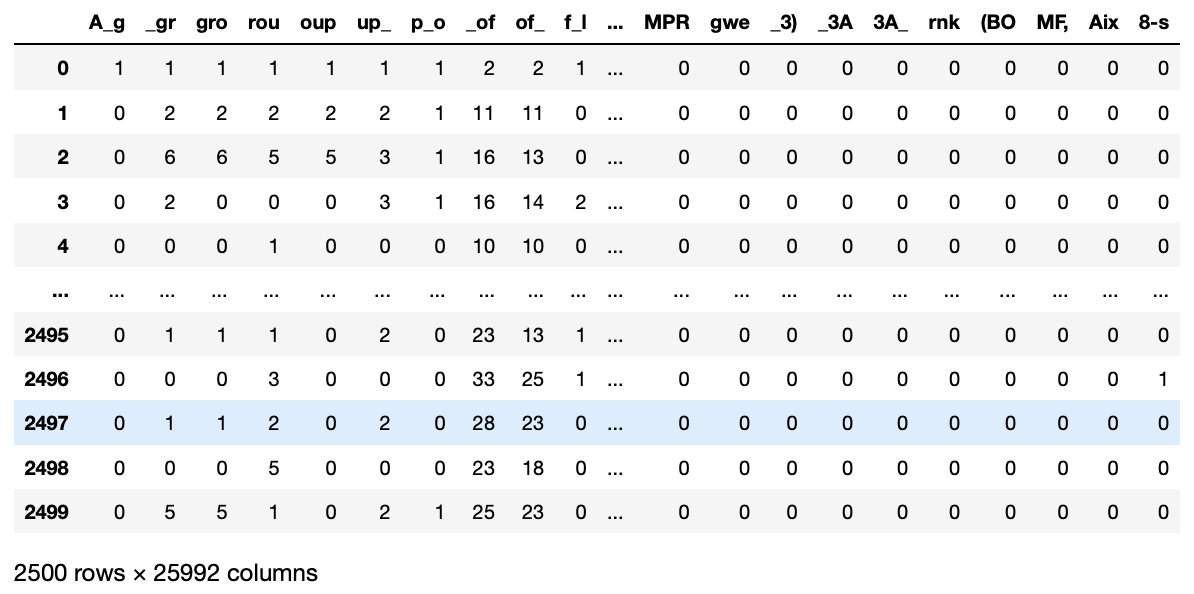 A_g _gr gro rou oup up_ p_o _of of_ f_l ... MPR gwe _3) _3A 3A_ rnk (BO MF, Aix 8-s
0 1 1 1 1 1 1 1 2 2 1 ... 0 0 0 0 0 0 0 0 0 0
1 0 2 2 2 2 2 1 11 11 0 ... 0 0 0 0 0 0 0 0 0 0
2 0 6 6 5 5 3 1 16 13 0 ... 0 0 0 0 0 0 0 0 0 0
3 0 2 0 0 0 3 1 16 14 2 ... 0 0 0 0 0 0 0 0 0 0
4 0 0 0 1 0 0 0 10 10 0 ... 0 0 0 0 0 0 0 0 0 0
... ... ... ... ... ... ... ... ... ... ... ... ... ... ... ... ... ... ... ... ... ...
2495 0 1 1 1 0 2 0 23 13 1 ... 0 0 0 0 0 0 0 0 0 0
2496 0 0 0 3 0 0 0 33 25 1 ... 0 0 0 0 0 0 0 0 0 1
2497 0 1 1 2 0 2 0 28 23 0 ... 0 0 0 0 0 0 0 0 0 0
2498 0 0 0 5 0 0 0 23 18 0 ... 0 0 0 0 0 0 0 0 0 0
2499 0 5 5 1 0 2 1 25 23 0 ... 0 0 0 0 0 0 0 0 0 0
2500 rows × 25992 columns